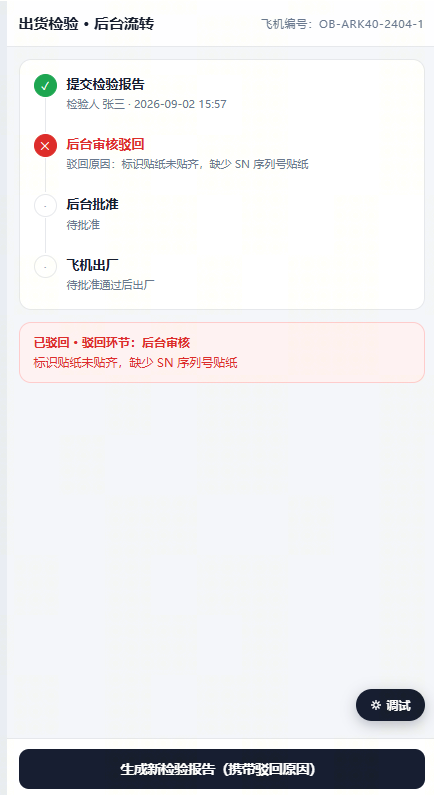 出货检验·后台流转
飞机编号：OB-ARK40-2404-1
提交检验报告
检验人 张三 · 2026-09-02 15:57
后台审核驳回
驳回原因：标识贴纸未贴齐，缺少 SN 序列号贴纸
后台批准
待批准
飞机出厂
待批准通过后出厂
已驳回·驳回环节：后台审核
标识贴纸未贴齐，缺少 SN 序列号贴纸
调试
生成新检验报告（携带驳回原因）